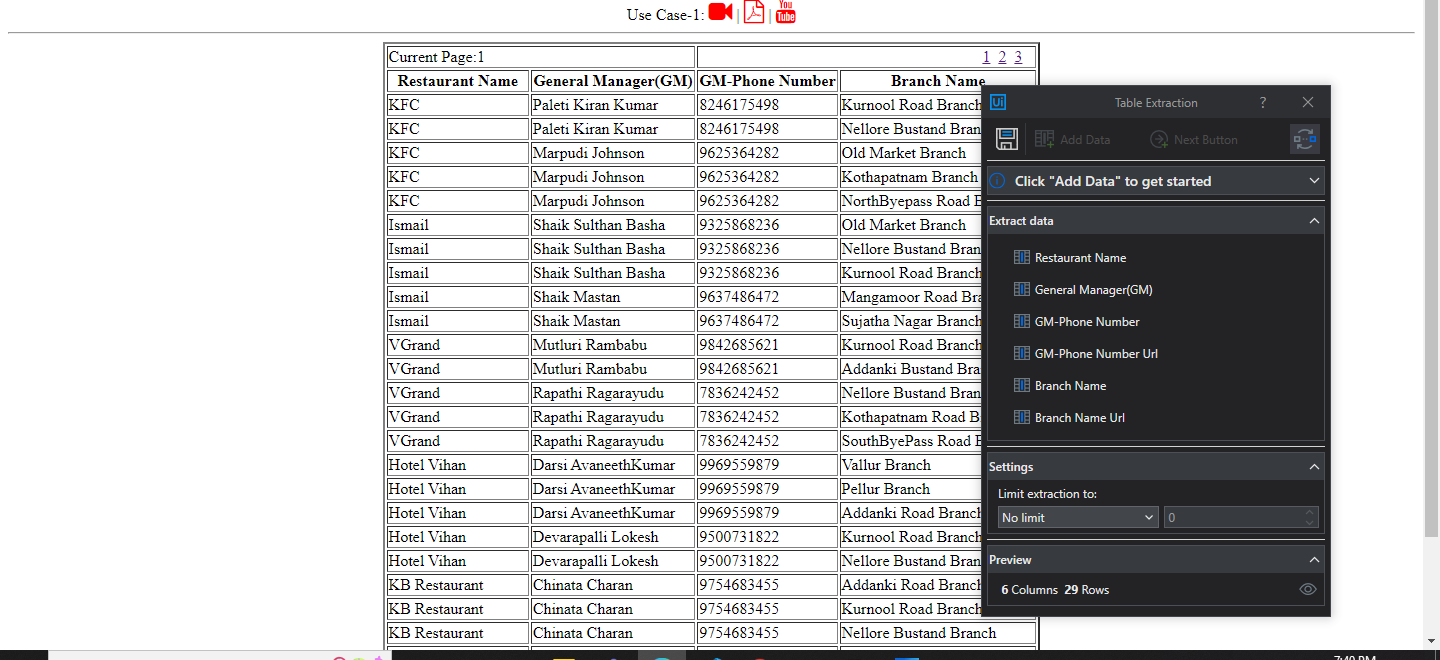 Use Case-1: | | You Tube
Current Page:1 1 2 3
Restaurant Name General Manager(GM) GM-Phone Number Branch Name
KFC Paleti Kiran Kumar 8246175498 Kurnool Road Branch
KFC Paleti Kiran Kumar 8246175498 Nellore Bustand Bran
KFC Marpudi Johnson 9625364282 Old Market Branch
KFC Marpudi Johnson 9625364282 Kothapatnam Branch
KFC Marpudi Johnson 9625364282 NorthByepass Road B
Ismail Shaik Sulthan Basha 9325868236 Old Market Branch
Ismail Shaik Sulthan Basha 9325868236 Nellore Bustand Bran
Ismail Shaik Sulthan Basha 9325868236 Kurnool Road Branch
Ismail Shaik Mastan 9637486472 Mangamoor Road Bra
Ismail Shaik Mastan 9637486472 Sujatha Nagar Branch
VGrand Mutluri Rambabu 9842685621 Kurnool Road Branch
VGrand Mutluri Rambabu 9842685621 Addanki Bustand Bra
VGrand Rapathi Ragarayudu 7836242452 Nellore Bustand Bran
VGrand Rapathi Ragarayudu 7836242452 Kothapatnam Road B
VGrand Rapathi Ragarayudu 7836242452 SouthByePass Road B
Hotel Vihan Darsi AvaneethKumar 9969559879 Vallur Branch
Hotel Vihan Darsi AvaneethKumar 9969559879 Pellur Branch
Hotel Vihan Darsi AvaneethKumar 9969559879 Addanki Road Branch
Hotel Vihan Devarapalli Lokesh 9500731822 Kurnool Road Branch
Hotel Vihan Devarapalli Lokesh 9500731822 Nellore Bustand Bran
KB Restaurant Chinata Charan 9754683455 Addanki Road Branch
KB Restaurant Chinata Charan 9754683455 Kurnool Road Branch
KB Restaurant Chinata Charan 9754683455 Nellore Bustand Branch
Ui Table Extraction ?
Add Data Next Button
Click "Add Data" to get started
Extract data
Restaurant Name
General Manager(GM)
GM-Phone Number
GM-Phone Number Url
Branch Name
Branch Name Url
Settings
Limit extraction to:
No limit 0
Preview
6 Columns 29 Rows
7:40 PM